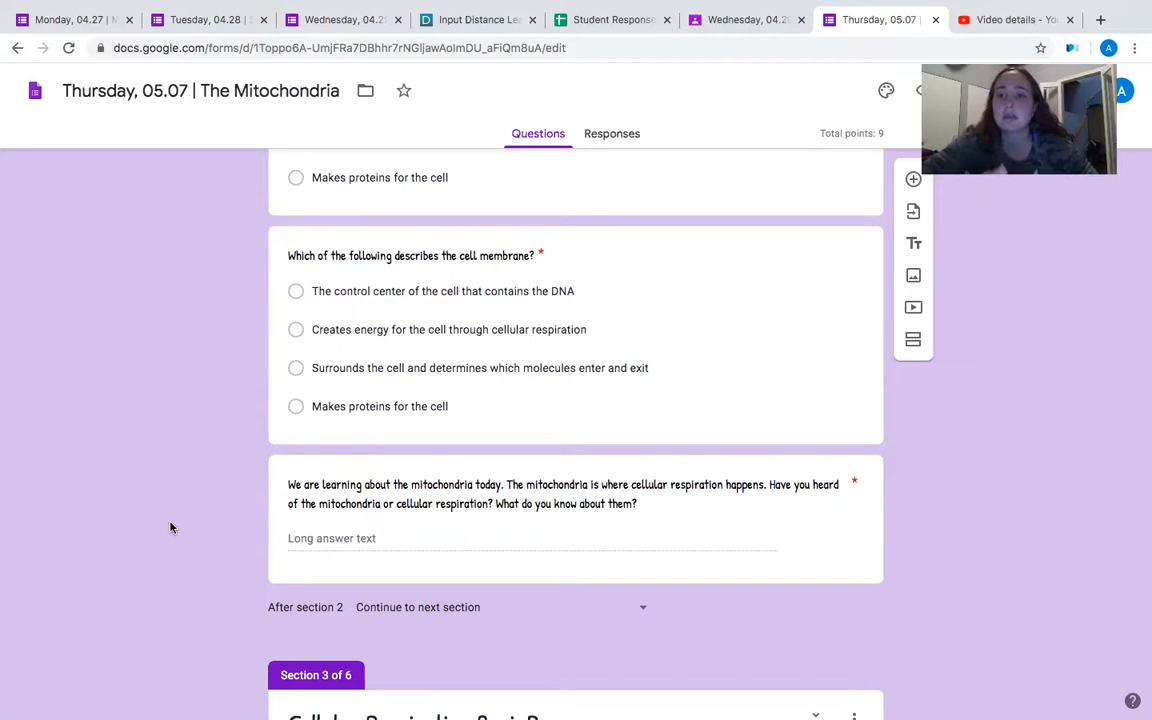 Monday, 04.27 | M
Tuesday, 04.28 |
Wednesday, 04.2
Input Distance Le
Student Response
Wednesday, 04.29
Thursday, 05.07 |
Video details - Yo
docs.google.com/forms/d/1Toppo6A-UmjFRa7DBhhr7rNGljawAolmDU_aFiQm8uA/edit
A
Thursday, 05.07 | The Mitochondria
A
Questions
Responses
Total points: 9
Makes proteins for the cell
Tт
Which of the following describes the cell membrane? *
The control center of the cell that contains the DNA
Creates energy for the cell through cellular respiration
Surrounds the cell and determines which molecules enter and exit
Makes proteins for the cell
We are learning about the mitochondria today. The mitochondria is where cellular respiration happens. Have you heard *
of the mitochondria or cellular respiration? What do you know about them?
Long answer text
After section 2 Continue to next section
Section 3 of 6